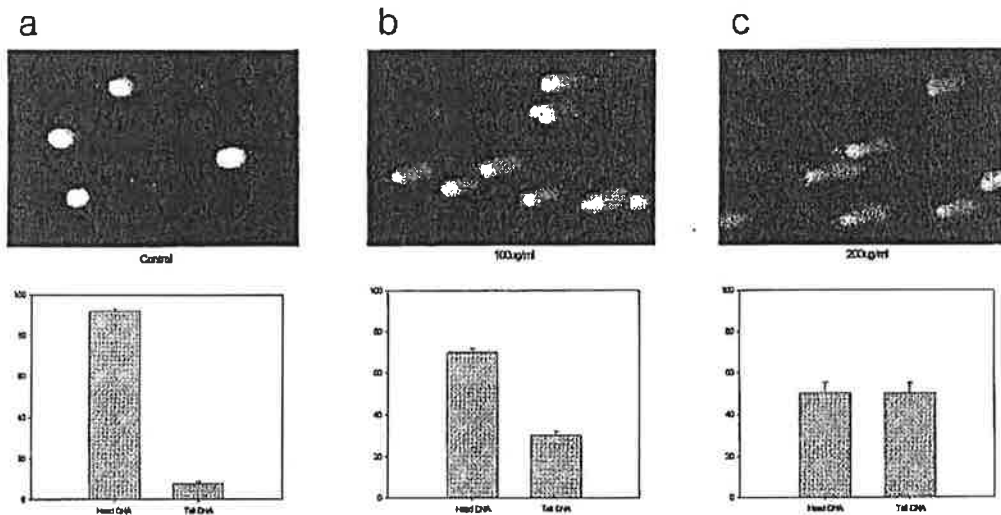 a b c
Control 100ug/ml 200ug/ml
100 100 100
80 80 80
60 60 60
40 40 40
20 20 20
0 0 0
Head DNA Tail DNA Head DNA Tail DNA Head DNA Tail DNA